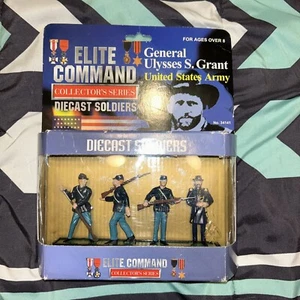 FOR AGES OVER 8
ELITE
COMMAND
COLLECTOR'S SERIES
DIECAST SOLDIERS
General
Ulysses S. Grant
United States Army
DIECAST SOLDIERS
ELITE COMMAND
COLLECTOR'S SERIES